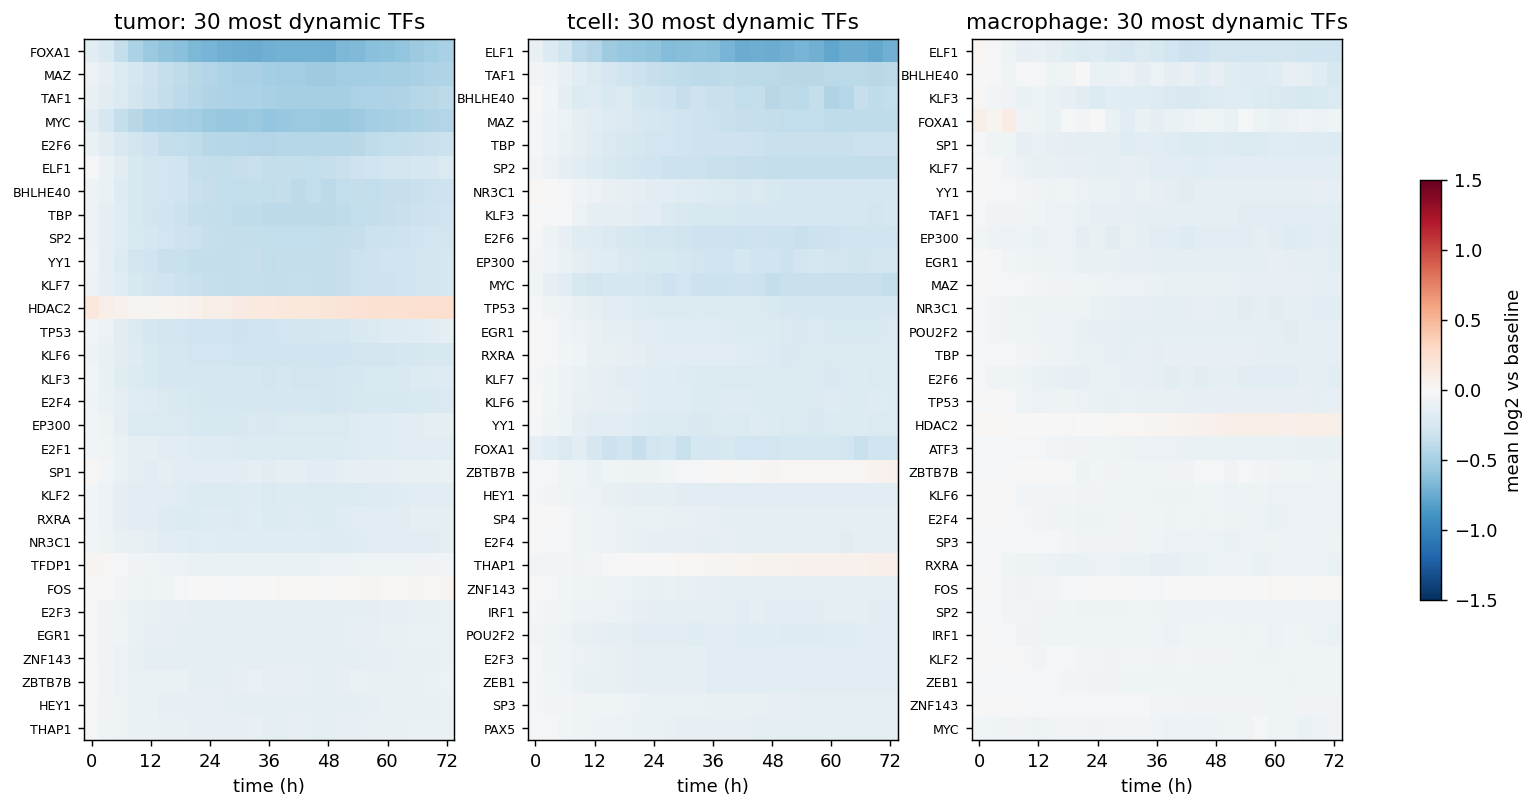 tumor: 30 most dynamic TFs
FOXA1
MAZ
TAF1
MYC
E2F6
ELF1
BHLHE40
TBP
SP2
YY1
KLF7
HDAC2
TP53
KLF6
KLF3
E2F4
EP300
E2F1
SP1
KLF2
RXRA
NR3C1
TFDP1
FOS
E2F3
EGR1
ZNF143
ZBTB7B
HEY1
THAP1
0 12 24 36 48 60 72
time (h)
tcell: 30 most dynamic TFs
ELF1
TAF1
BHLHE40
MAZ
TBP
SP2
NR3C1
KLF3
E2F6
EP300
MYC
TP53
EGR1
RXRA
KLF7
KLF6
YY1
FOXA1
ZBTB7B
HEY1
SP4
E2F4
THAP1
ZNF143
IRF1
POU2F2
E2F3
ZEB1
SP3
PAX5
0 12 24 36 48 60 72
time (h)
macrophage: 30 most dynamic TFs
ELF1
BHLHE40
KLF3
FOXA1
SP1
KLF7
YY1
TAF1
EP300
EGR1
MAZ
NR3C1
POU2F2
TBP
E2F6
TP53
HDAC2
ATF3
ZBTB7B
KLF6
E2F4
SP3
RXRA
FOS
SP2
IRF1
KLF2
ZEB1
ZNF143
MYC
0 12 24 36 48 60 72
time (h)
1.5
1.0
0.5
0.0
−0.5
−1.0
−1.5
mean log2 vs baseline